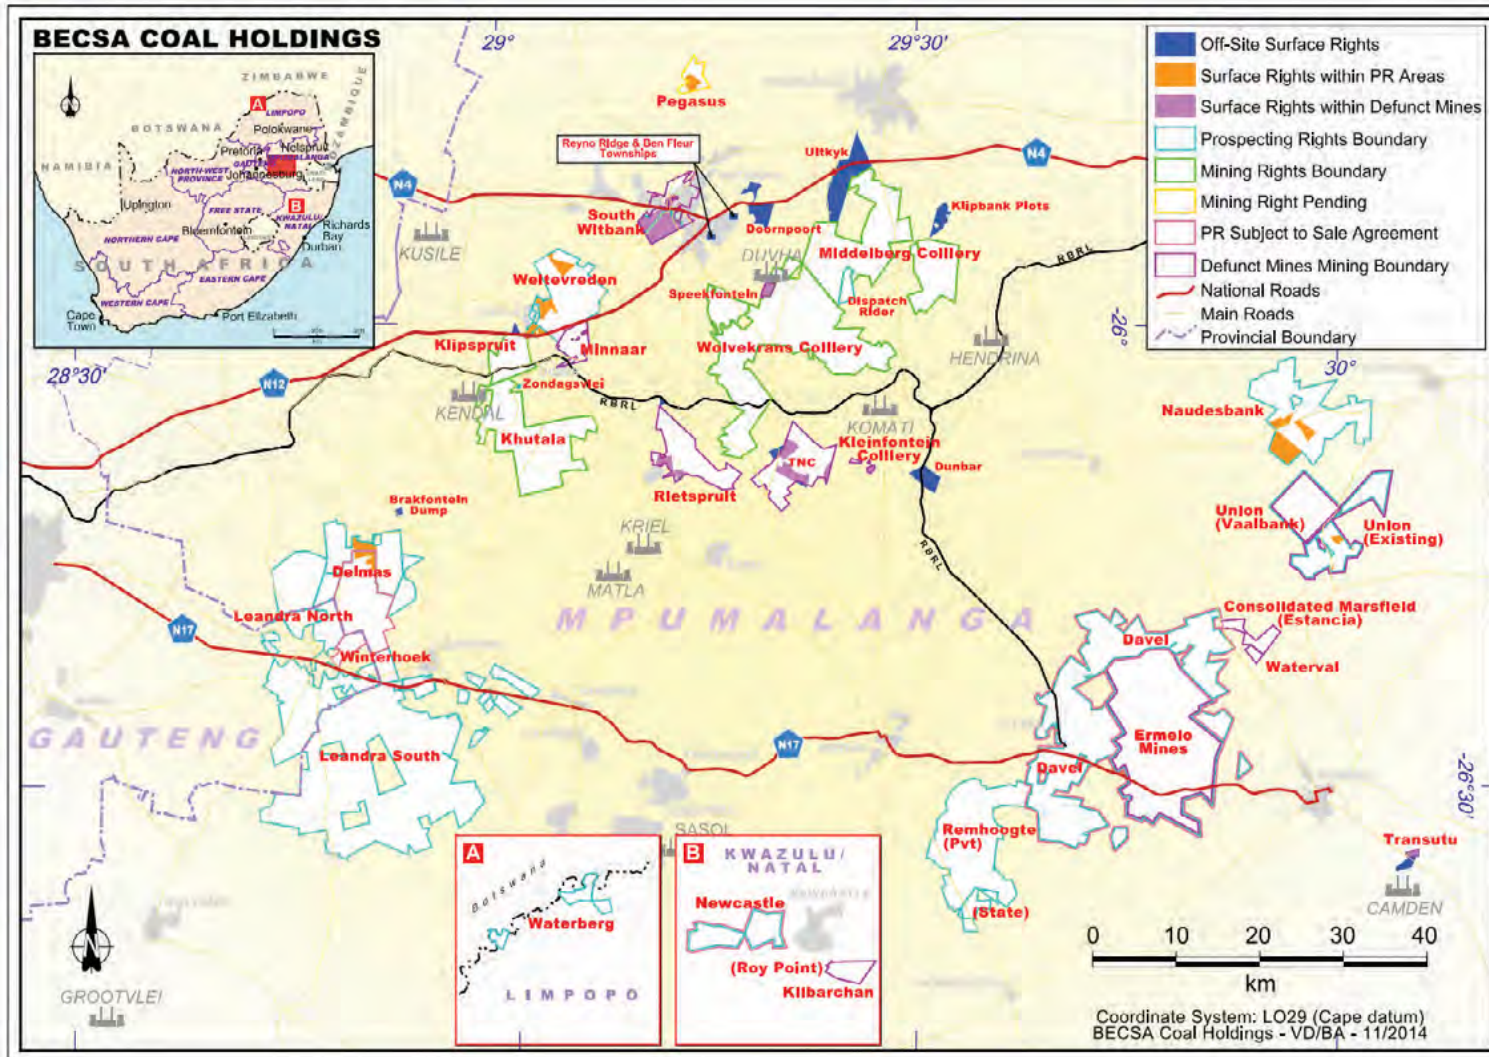 BECSA COAL HOLDINGS
ZIMBABWE
MOZAMBIQUE
BOTSWANA
NAMIBIA
A
LIMPOPO
Polokwane
Pretoria
Nelspruit
GAUTENG
MPUMALANGA
NORTH-WEST
PROVINCE
Johannesburg
Upington
FREE STATE
B
KWAZULU/
NATAL
Richards
Bay
Bloemfontein
Durban
NORTHERN CAPE
SOUTH AFRICA
EASTERN CAPE
WESTERN CAPE
Cape
Town
Port Elizabeth
km
29°
29°30'
28°30'
-26°
30°
-26°30'
Off-Site Surface Rights
Surface Rights within PR Areas
Surface Rights within Defunct Mines
Prospecting Rights Boundary
Mining Rights Boundary
Mining Right Pending
PR Subject to Sale Agreement
Defunct Mines Mining Boundary
National Roads
Main Roads
Provincial Boundary
Pegasus
Reyno Ridge & Ben Fleur
Townships
Uitkyk
N4
N4
South
Witbank
Doornpoort
Klipbank Plots
KUSILE
DUVHA
Middelberg Colliery
RBRL
Weltevreden
Speekfontein
Dispatch
Rider
Klipspruit
Minnaar
Wolvekrans Colliery
HENDRINA
N12
Zondagsvlei
KENDAL
RBRL
KOMATI
Naudesbank
Khutala
Kleinfontein
Colliery
TNC
Dunbar
Rietspruit
Brakfontein
Dump
Union
(Vaalbank)
Union
(Existing)
KRIEL
RBRL
MATLA
Delmas
Leandra North
MPUMALANGA
Consolidated Marsfield
(Estancia)
N17
Davel
Winterhoek
Waterval
GAUTENG
Leandra South
N17
Ermelo
Mines
Davel
SASOL
Remhoogte
(Pvt)
Transutu
(State)
CAMDEN
A
Botswana
Waterberg
LIMPOPO
B
KWAZULU/
NATAL
Newcastle
(Roy Point)
Kilbarchan
N
GROOTVLEI
0 10 20 30 40
km
Coordinate System: LO29 (Cape datum)
BECSA Coal Holdings - VD/BA - 11/2014